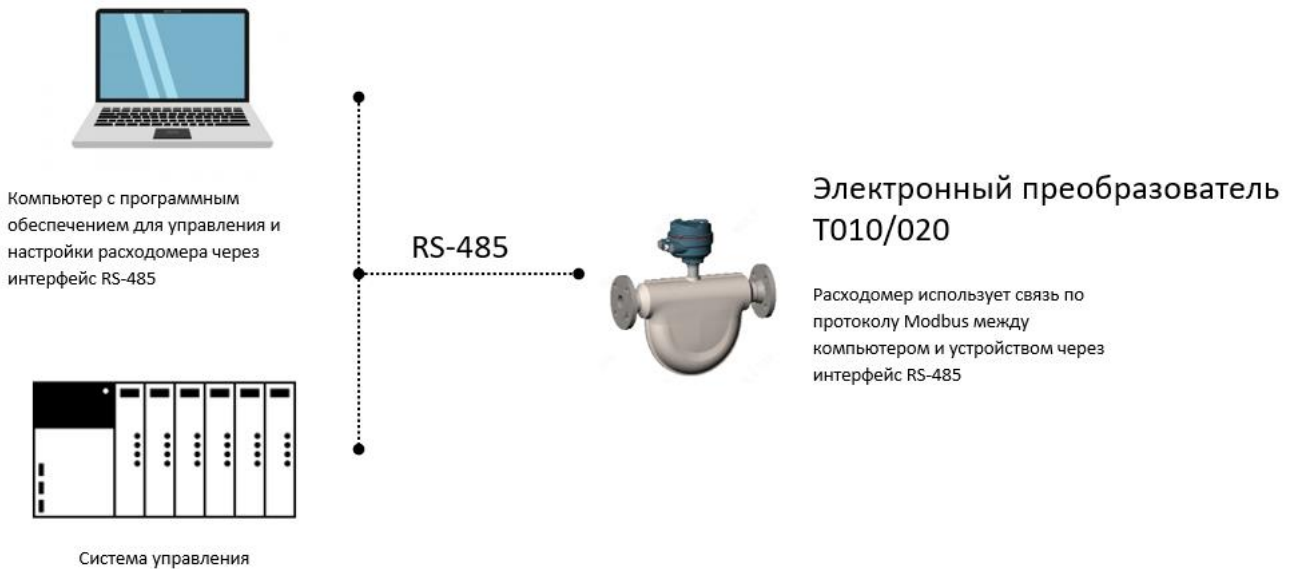 Компьютер с программным
обеспечением для управления и
настройки расходомера через
интерфейс RS-485
RS-485
Электронный преобразователь
T010/020
Расходомер использует связь по
протоколу Modbus между
компьютером и устройством через
интерфейс RS-485
Система управления